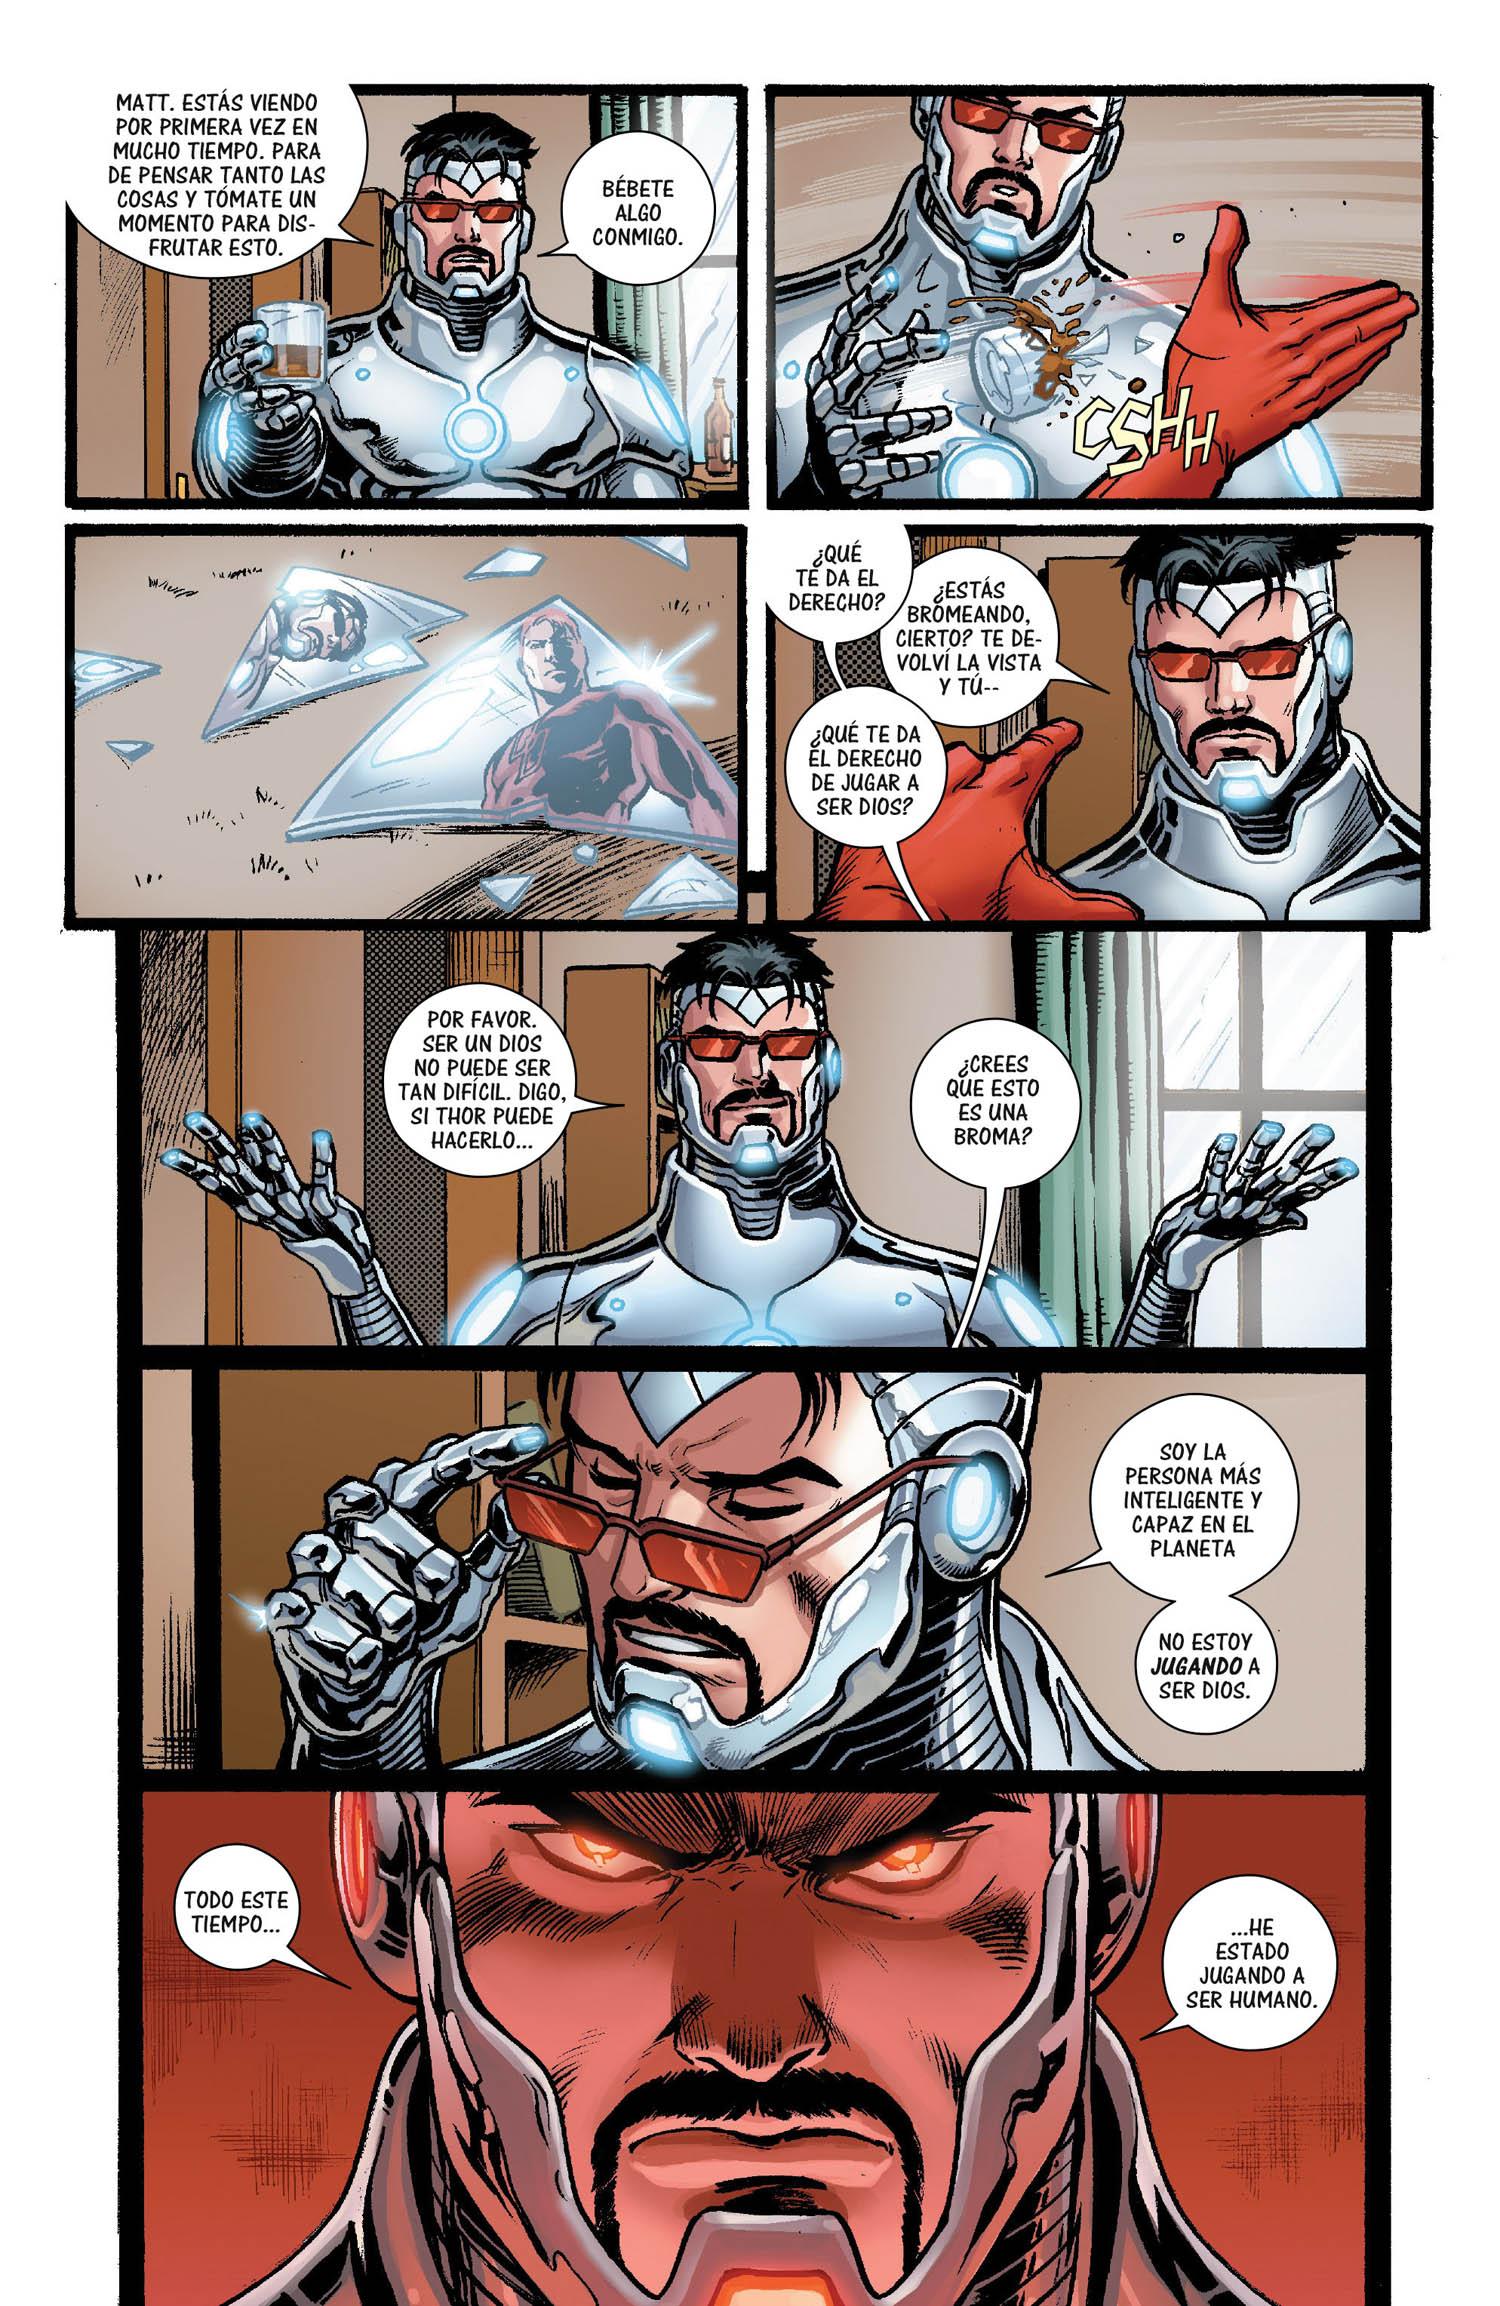 MATT. ESTÁS VIENDO
POR PRIMERA VEZ EN
MUCHO TIEMPO. PARA
DE PENSAR TANTO LAS
COSAS Y TÓMATE UN
MOMENTO PARA DIS-
FRUTAR ESTO.
BÉBETE
ALGO
CONMIGO.
CSHH
¿QUÉ
TE DA EL
DERECHO?
¿ESTÁS
BROMEANDO,
CIERTO? TE DE-
VOLVÍ LA VISTA
Y TÚ--
¿QUÉ TE DA
EL DERECHO
DE JUGAR A
SER DIOS?
POR FAVOR.
SER UN DIOS
NO PUEDE SER
TAN DIFÍCIL. DIGO,
SI THOR PUEDE
HACERLO...
¿CREES
QUE ESTO
ES UNA
BROMA?
SOY LA
PERSONA MÁS
INTELIGENTE Y
CAPAZ EN EL
PLANETA
NO ESTOY
JUGANDO A
SER DIOS.
TODO ESTE
TIEMPO...
...HE
ESTADO
JUGANDO A
SER HUMANO.